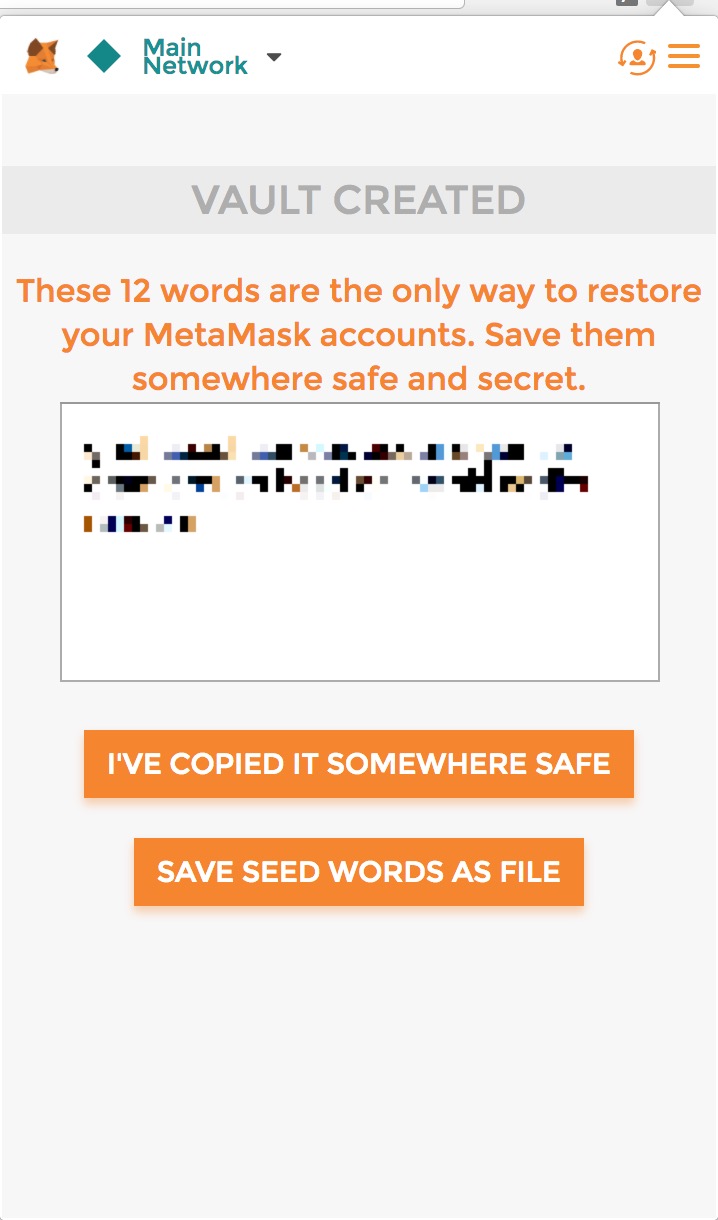 Main
Network
VAULT CREATED
These 12 words are the only way to restore
your MetaMask accounts. Save them
somewhere safe and secret.
I'VE COPIED IT SOMEWHERE SAFE
SAVE SEED WORDS AS FILE